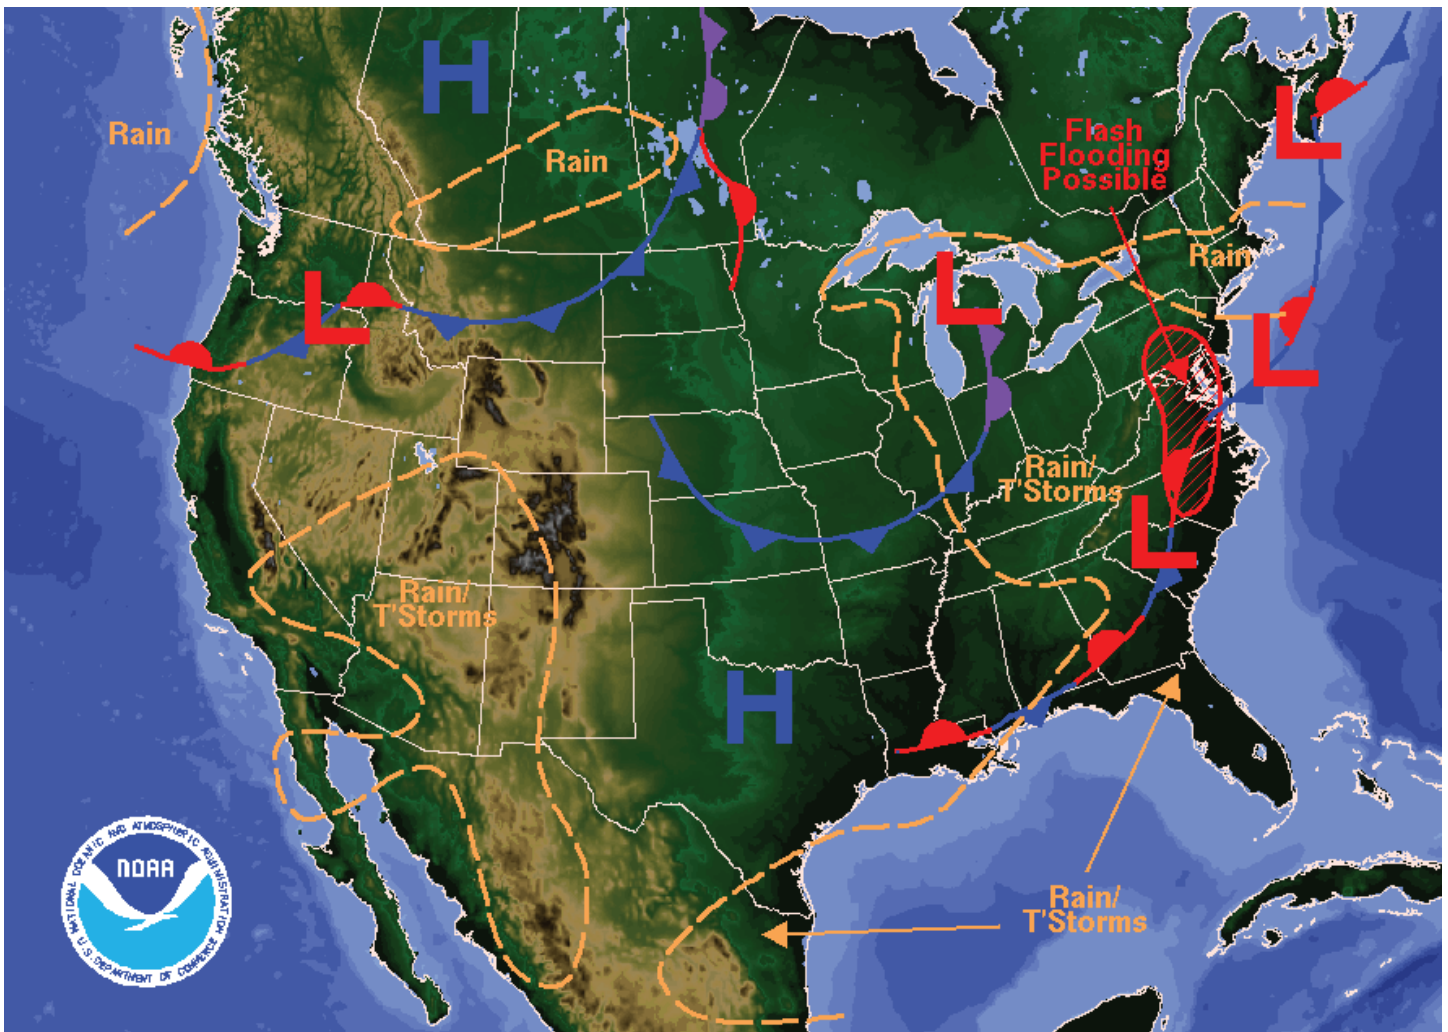 H
Rain
Rain
Flash
Flooding
Possible
L
Rain
L
L
L
Rain/
T'Storms
L
Rain/
T'Storms
H
Rain/
T'Storms
NATIONAL OCEANIC AND ATMOSPHERIC ADMINISTRATION
NOAA
U.S. DEPARTMENT OF COMMERCE